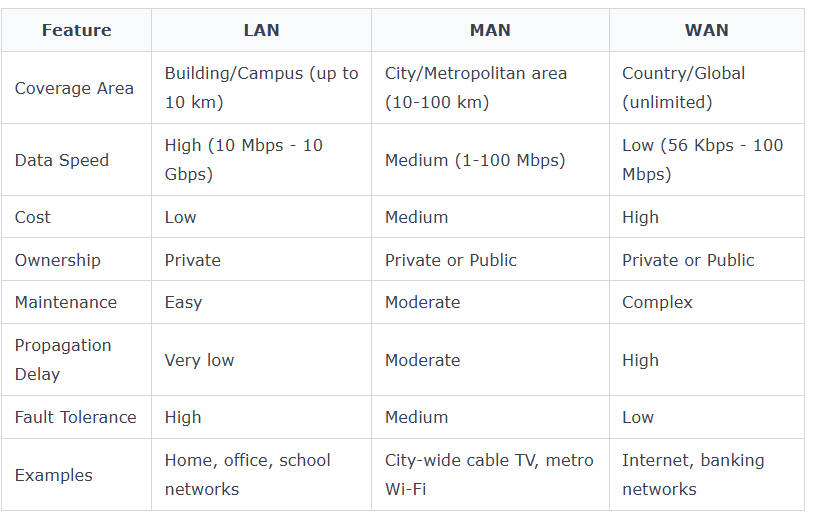 Feature LAN MAN WAN
Coverage Area
Building/Campus (up to
10 km)
City/Metropolitan area
(10-100 km)
Country/Global
(unlimited)
Data Speed
High (10 Mbps - 10
Gbps)
Medium (1-100 Mbps)
Low (56 Kbps - 100
Mbps)
Cost Low Medium High
Ownership Private Private or Public Private or Public
Maintenance Easy Moderate Complex
Propagation
Delay
Very low Moderate High
Fault Tolerance High Medium Low
Examples
Home, office, school
networks
City-wide cable TV, metro
Wi-Fi
Internet, banking
networks